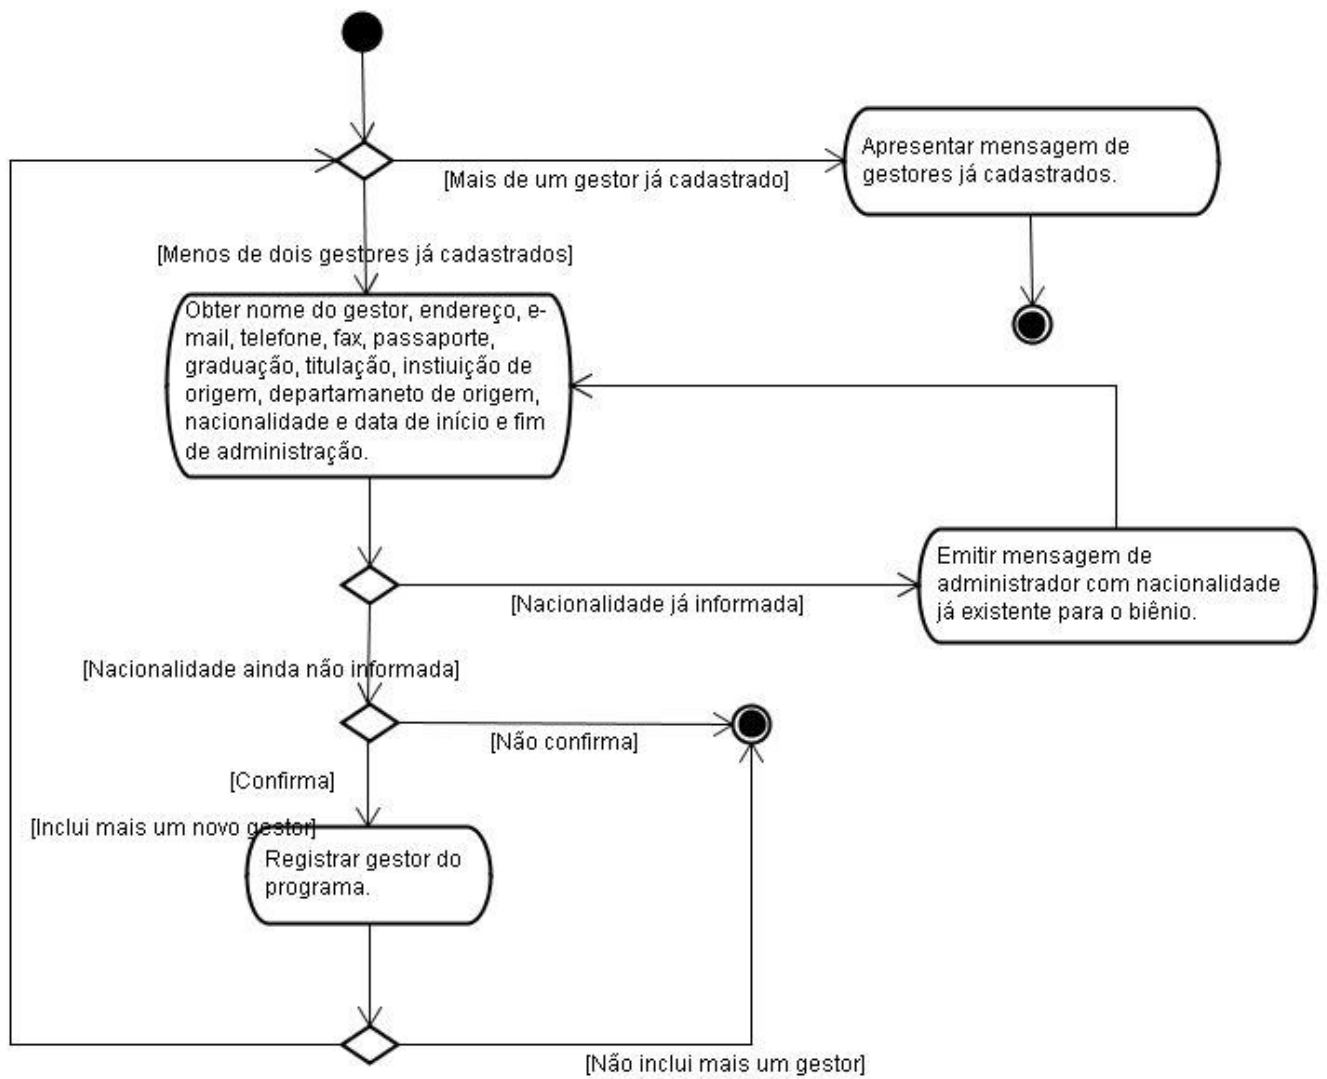 Apresentar mensagem de
gestores já cadastrados.
[Mais de um gestor já cadastrado]
[Menos de dois gestores já cadastrados]
Obter nome do gestor, endereço, e-
mail, telefone, fax, passaporte,
graduação, titulação, instiuição de
origem, departamaneto de origem,
nacionalidade e data de início e fim
de administração.
Emitir mensagem de
administrador com nacionalidade
já existente para o biênio.
[Nacionalidade já informada]
[Nacionalidade ainda não informada]
[Não confirma]
[Confirma]
[Inclui mais um novo gestor]
Registrar gestor do
programa.
[Não inclui mais um gestor]